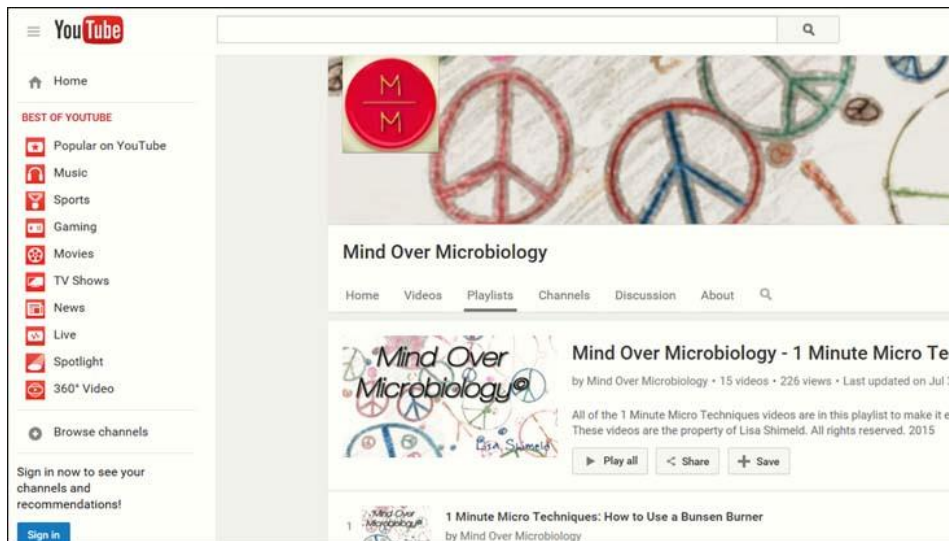 YouTube
Home
BEST OF YOUTUBE
Popular on YouTube
Music
Sports
Gaming
Movies
TV Shows
News
Live
Spotlight
360° Video
Browse channels
Sign in now to see your
channels and
recommendations!
Sign in
M
M
Mind Over Microbiology
Home Videos Playlists Channels Discussion About
Mind Over
Microbiology©
Lisa Shimeld
Mind Over Microbiology - 1 Minute Micro Te
by Mind Over Microbiology • 15 videos • 226 views • Last updated on Jul
All of the 1 Minute Micro Techniques videos are in this playlist to make it e
These videos are the property of Lisa Shimeld. All rights reserved. 2015
Play all Share Save
1
Mind Over
Microbiology©
1 Minute Micro Techniques: How to Use a Bunsen Burner
by Mind Over Microbiology